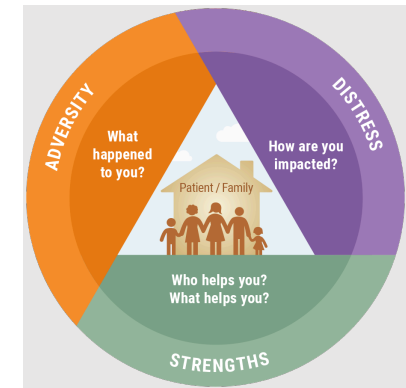 ADVERSITY
What
happened
to you?
DISTRESS
How are you
impacted?
Patient / Family
Who helps you?
What helps you?
STRENGTHS